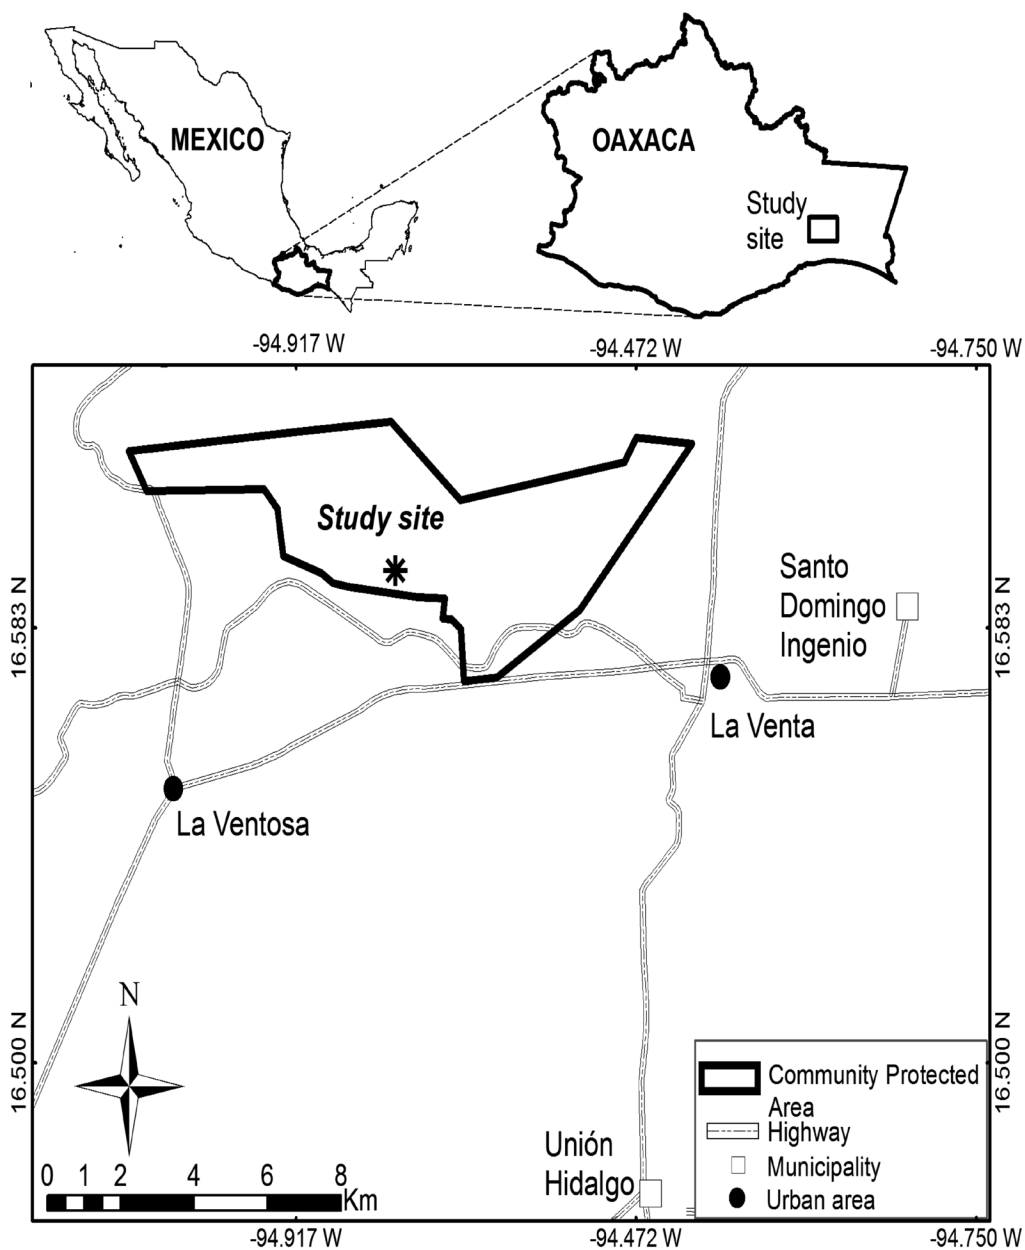 MEXICO
OAXACA
Study
site
-94.917 W
-94.472 W
-94.750 W
Study site
Santo
Domingo
Ingenio
16.583 N
16.583 N
La Venta
La Ventosa
N
16.500 N
16.500 N
Community Protected
Area
Highway
Municipality
Urban area
Unión
Hidalgo
0 1 2 4 6 8
Km
-94.917 W
-94.472 W
-94.750 W